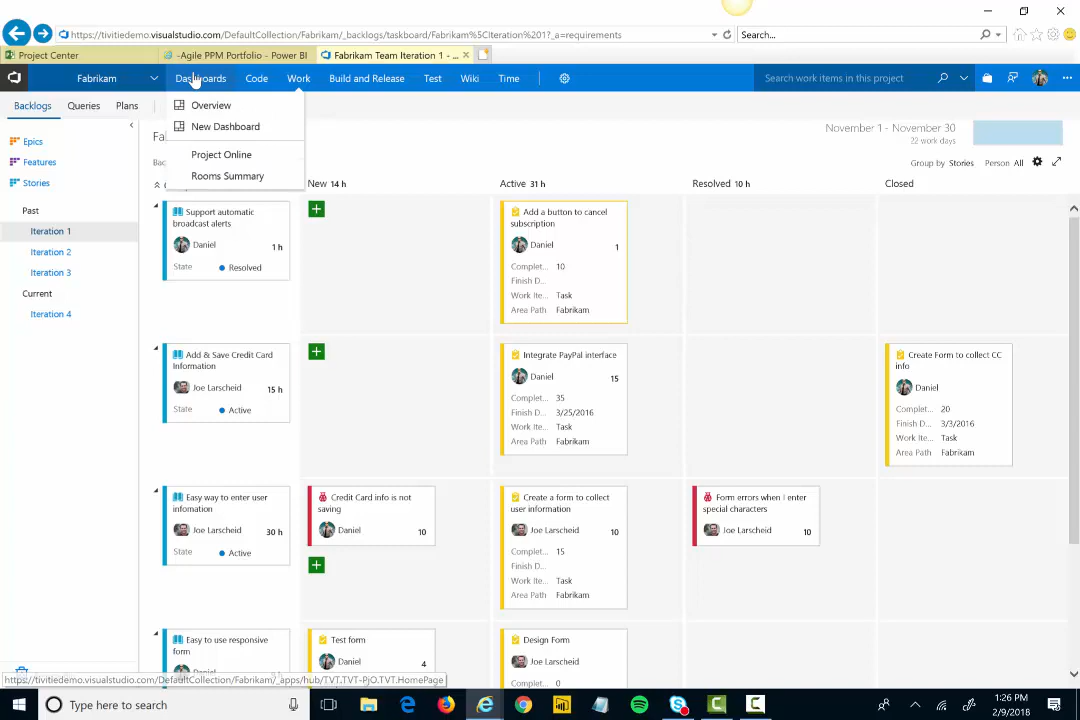 https://tivitiedemo.visualstudio.com/DefaultCollection/Fabrikam/_backlogs/taskboard/Fabrikam%5CIteration%201?_a=requirements
Search...
Project Center
-Agile PPM Portfolio - Power BI
Fabrikam Team Iteration 1 - ...
Fabrikam
Dashboards
Code
Work
Build and Release
Test
Wiki
Time
Search work items in this project
Backlogs
Queries
Plans
Overview
New Dashboard
Project Online
Rooms Summary
November 1 - November 30
22 work days
Group by Stories
Person All
Epics
Features
Stories
Past
Iteration 1
Iteration 2
Iteration 3
Current
Iteration 4
New 14 h
Active 31 h
Resolved 10 h
Closed
Support automatic
broadcast alerts
Daniel
1 h
State
Resolved
Add a button to cancel
subscription
Daniel
1
Complet... 10
Finish D...
Work Ite... Task
Area Path Fabrikam
Add & Save Credit Card
Information
Joe Larscheid
15 h
State
Active
Integrate PayPal interface
Daniel
15
Complet... 35
Finish D... 3/25/2016
Work Ite... Task
Area Path Fabrikam
Create Form to collect CC
info
Daniel
Complet... 20
Finish D... 3/3/2016
Work Ite... Task
Area Path Fabrikam
Easy way to enter user
infomation
Joe Larscheid
30 h
State
Active
Credit Card info is not
saving
Daniel
10
Create a form to collect
user information
Joe Larscheid
10
Complet... 15
Finish D...
Work Ite... Task
Area Path Fabrikam
Form errors when I enter
special characters
Joe Larscheid
10
Easy to use responsive
form
Test form
Daniel
4
Design Form
Joe Larscheid
Complet... 0
https://tivitiedemo.visualstudio.com/DefaultCollection/Fabrikam/_apps/hub/TVT.TVT-PjO.TVT.HomePage
Type here to search
1:26 PM
2/9/2018